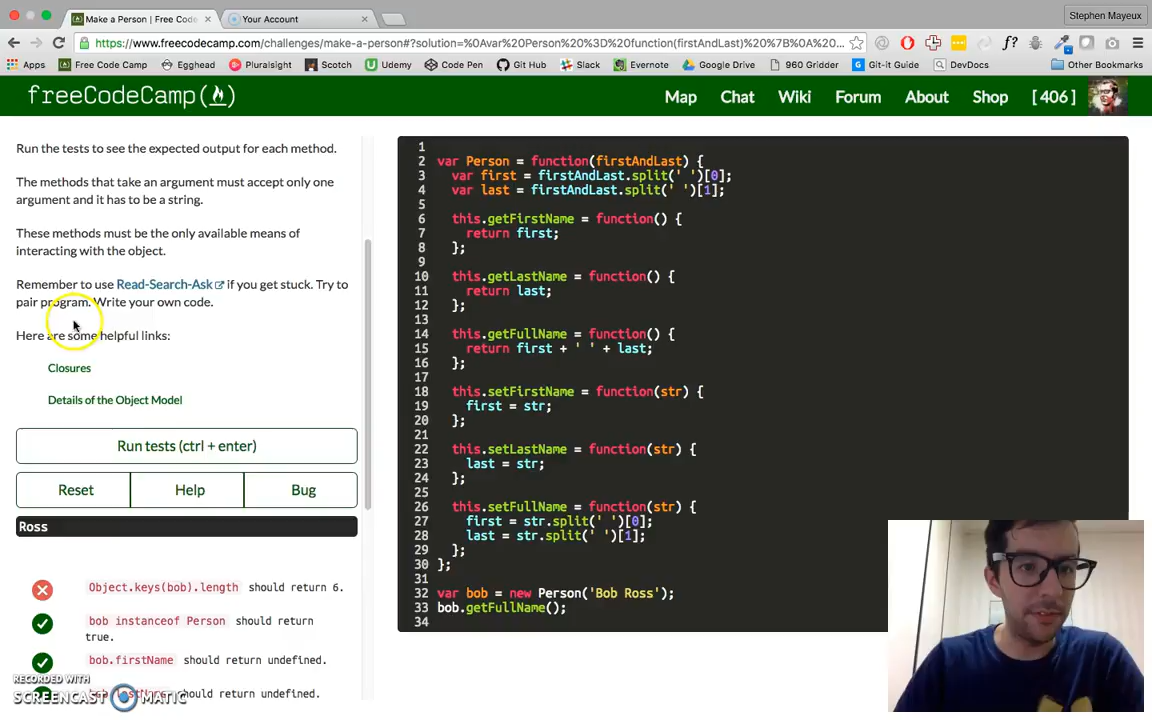 Make a Person | Free Code
Your Account
Stephen Mayeux
https://www.freecodecamp.com/challenges/make-a-person#?solution=%0Avar%20Person%20%3D%20function(firstAndLast)%20%7B%0A%20...
Apps Free Code Camp Egghead Pluralsight Scotch Udemy Code Pen Git Hub Slack Evernote Google Drive 960 Gridder Git-it Guide DevDocs Other Bookmarks
freeCodeCamp
Map Chat Wiki Forum About Shop [ 406 ]
Run the tests to see the expected output for each method.
The methods that take an argument must accept only one
argument and it has to be a string.
These methods must be the only available means of
interacting with the object.
Remember to use Read-Search-Ask if you get stuck. Try to
pair program. Write your own code.
Here are some helpful links:
Closures
Details of the Object Model
Run tests (ctrl + enter)
Reset Help Bug
Ross
Object.keys(bob).length should return 6.
bob instanceof Person should return
true.
bob.firstName should return undefined.
bob.lastName should return undefined.
RECORDED WITH
SCREENCAST MATIC
1
2 var Person = function(firstAndLast) {
3 var first = firstAndLast.split(' ')[0];
4 var last = firstAndLast.split(' ')[1];
5
6 this.getFirstName = function() {
7 return first;
8 };
9
10 this.getLastName = function() {
11 return last;
12 };
13
14 this.getFullName = function() {
15 return first + ' ' + last;
16 };
17
18 this.setFirstName = function(str) {
19 first = str;
20 };
21
22 this.setLastName = function(str) {
23 last = str;
24 };
25
26 this.setFullName = function(str) {
27 first = str.split(' ')[0];
28 last = str.split(' ')[1];
29 };
30 };
31
32 var bob = new Person('Bob Ross');
33 bob.getFullName();
34